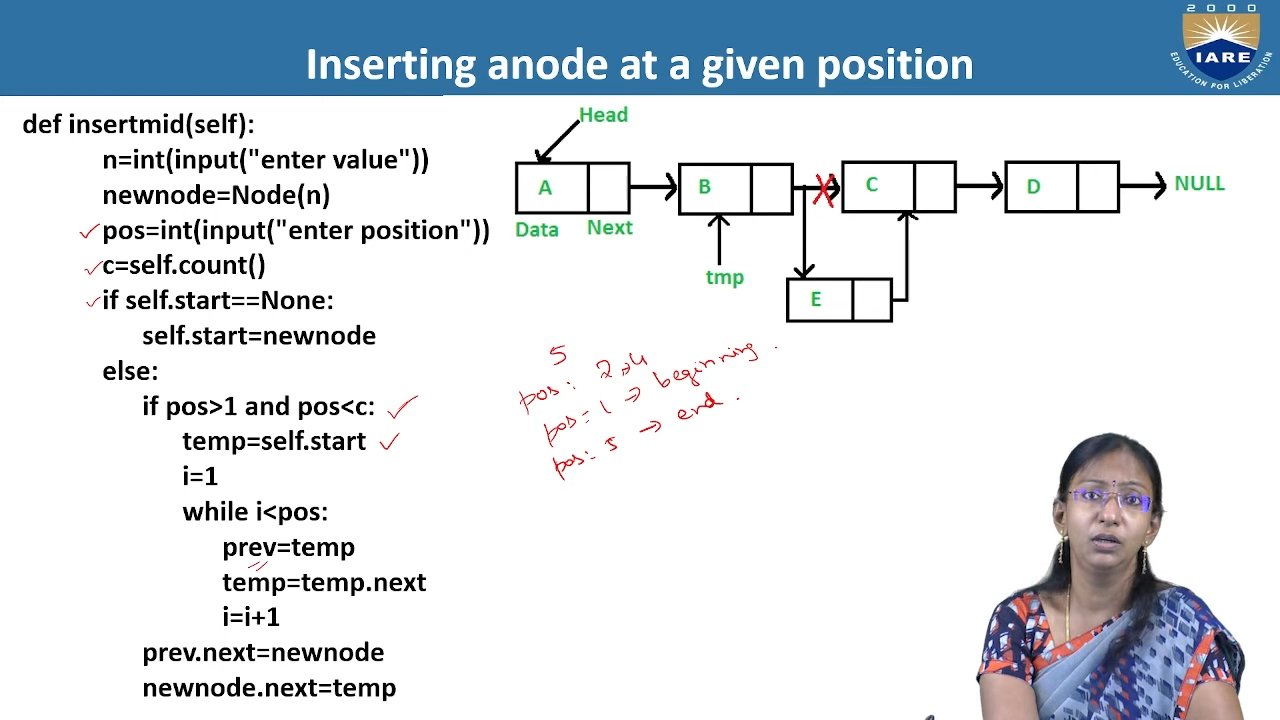 2000
IARE
EDUCATION FOR LIBERATION
Inserting anode at a given position
def insertmid(self):
n=int(input("enter value"))
newnode=Node(n)
pos=int(input("enter position"))
c=self.count()
if self.start==None:
self.start=newnode
else:
if pos>1 and pos<c:
temp=self.start
i=1
while i<pos:
prev=temp
temp=temp.next
i=i+1
prev.next=newnode
newnode.next=temp
Head
A
B
C
D
NULL
Data
Next
tmp
E
5
pos: 2,4
pos=1 → beginning.
pos: 5 → end.